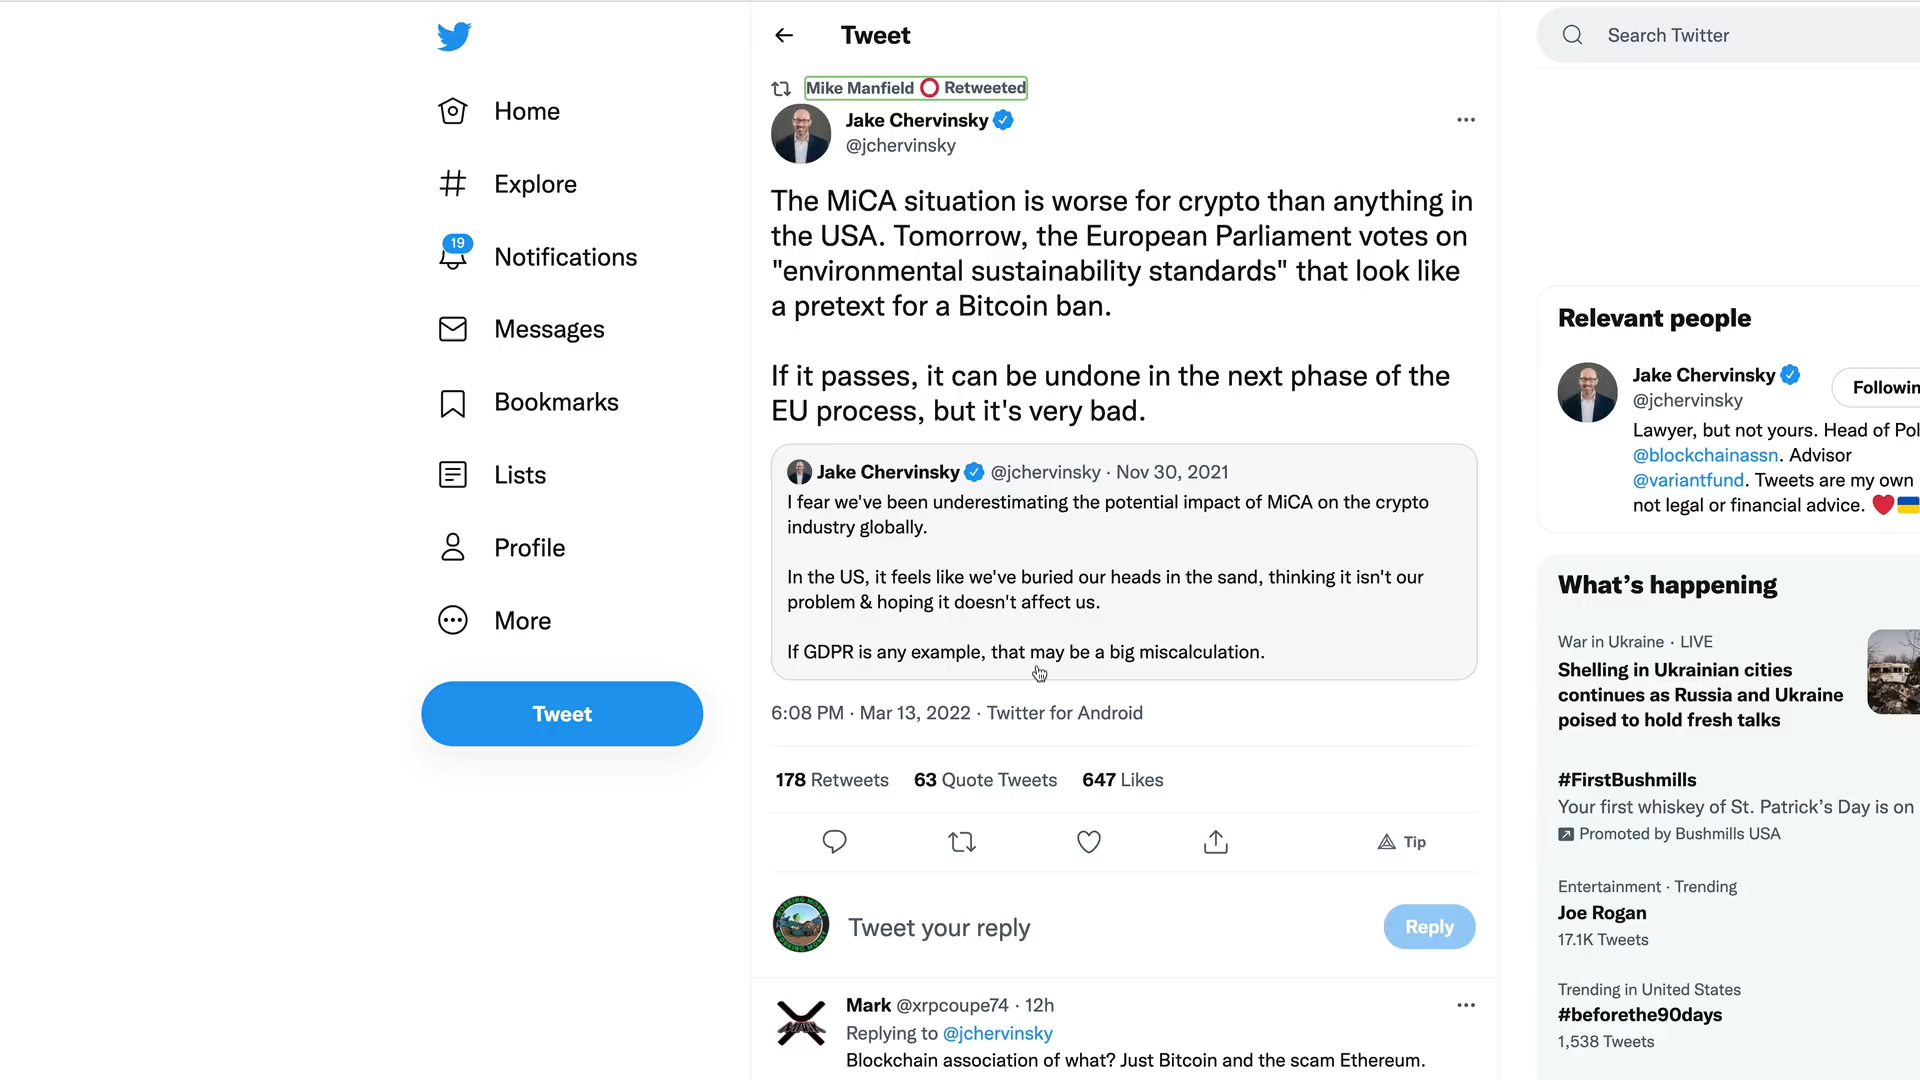 Tweet
Search Twitter
Mike Manfield Retweeted
Jake Chervinsky
@jchervinsky
Home
Explore
19
Notifications
Messages
Bookmarks
Lists
Profile
More
Tweet
The MiCA situation is worse for crypto than anything in
the USA. Tomorrow, the European Parliament votes on
"environmental sustainability standards" that look like
a pretext for a Bitcoin ban.
If it passes, it can be undone in the next phase of the
EU process, but it's very bad.
Jake Chervinsky @jchervinsky · Nov 30, 2021
I fear we've been underestimating the potential impact of MiCA on the crypto
industry globally.
In the US, it feels like we've buried our heads in the sand, thinking it isn't our
problem & hoping it doesn't affect us.
If GDPR is any example, that may be a big miscalculation.
6:08 PM · Mar 13, 2022 · Twitter for Android
178 Retweets 63 Quote Tweets 647 Likes
Tip
Tweet your reply
Reply
Mark @xrpcoupe74 · 12h
Replying to @jchervinsky
Blockchain association of what? Just Bitcoin and the scam Ethereum.
Relevant people
Jake Chervinsky
@jchervinsky
Followin
Lawyer, but not yours. Head of Pol
@blockchainassn. Advisor
@variantfund. Tweets are my own
not legal or financial advice.
What's happening
War in Ukraine · LIVE
Shelling in Ukrainian cities
continues as Russia and Ukraine
poised to hold fresh talks
#FirstBushmills
Your first whiskey of St. Patrick's Day is on
Promoted by Bushmills USA
Entertainment · Trending
Joe Rogan
17.1K Tweets
Trending in United States
#beforethe90days
1,538 Tweets